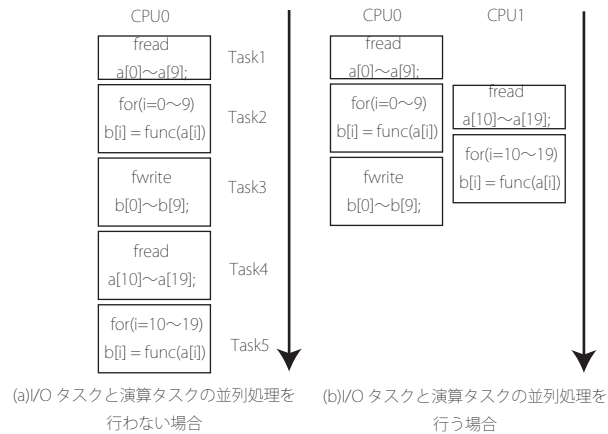 CPU0
fread
a[0]～a[9];
Task1
for(i=0～9)
b[i] = func(a[i])
Task2
fwrite
b[0]～b[9];
Task3
fread
a[10]～a[19];
Task4
for(i=10～19)
b[i] = func(a[i])
Task5
(a)I/O タスクと演算タスクの並列処理を
行わない場合
CPU0
CPU1
fread
a[0]～a[9];
for(i=0～9)
b[i] = func(a[i])
fread
a[10]～a[19];
fwrite
b[0]～b[9];
for(i=10～19)
b[i] = func(a[i])
(b)I/O タスクと演算タスクの並列処理を
行う場合